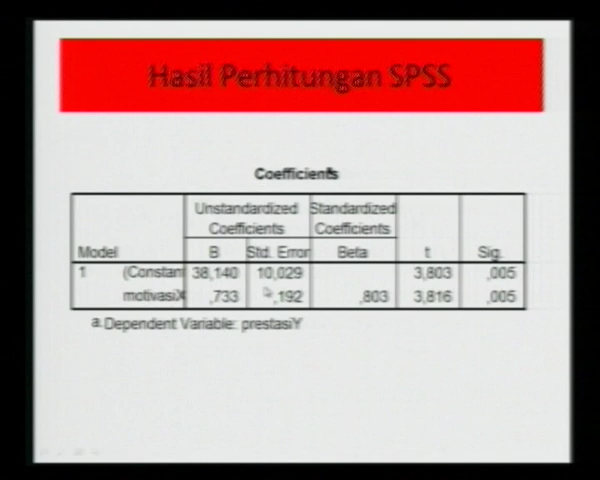 Hasil Perhitungan SPSS
Coefficients
Unstandardized Standardized
Coefficients Coefficients
Model B Std. Error Beta t Sig.
1 (Constan 38,140 10,029 3,803 ,005
motivasiX ,733 ,192 ,803 3,816 ,005
a. Dependent Variable: prestasiY